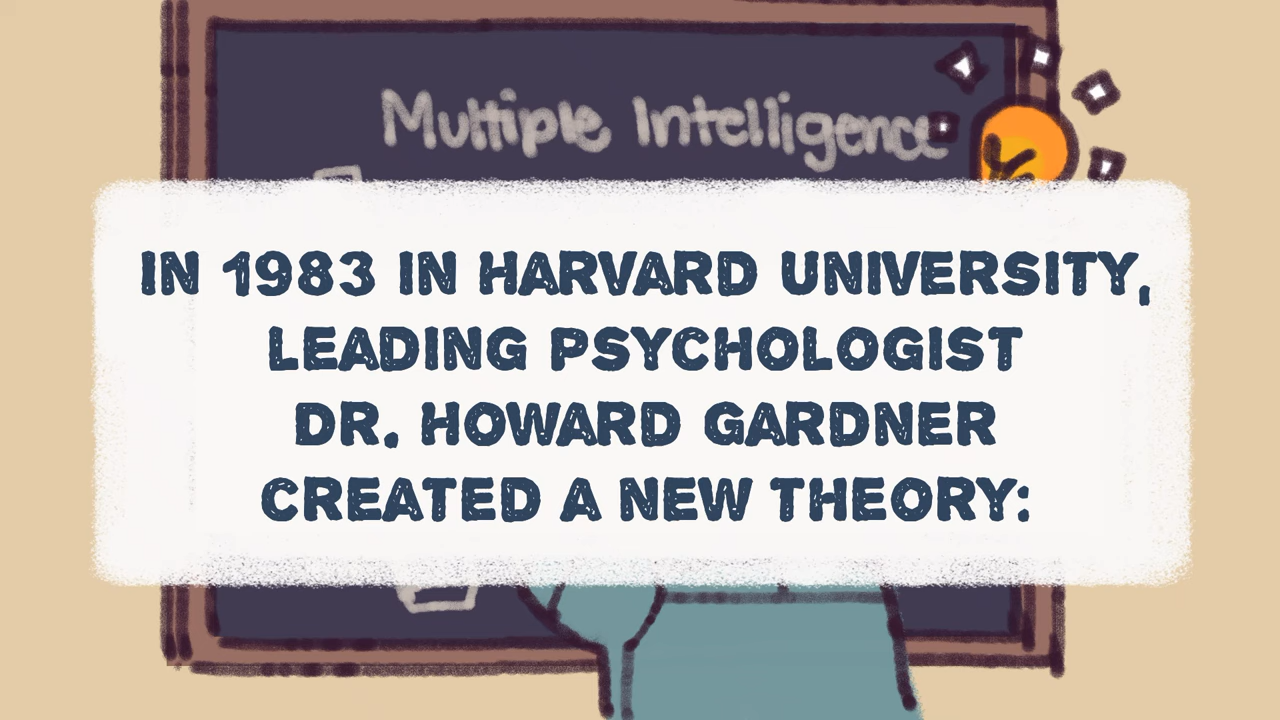 Multiple Intelligence
IN 1983 IN HARVARD UNIVERSITY,
LEADING PSYCHOLOGIST
DR. HOWARD GARDNER
CREATED A NEW THEORY: